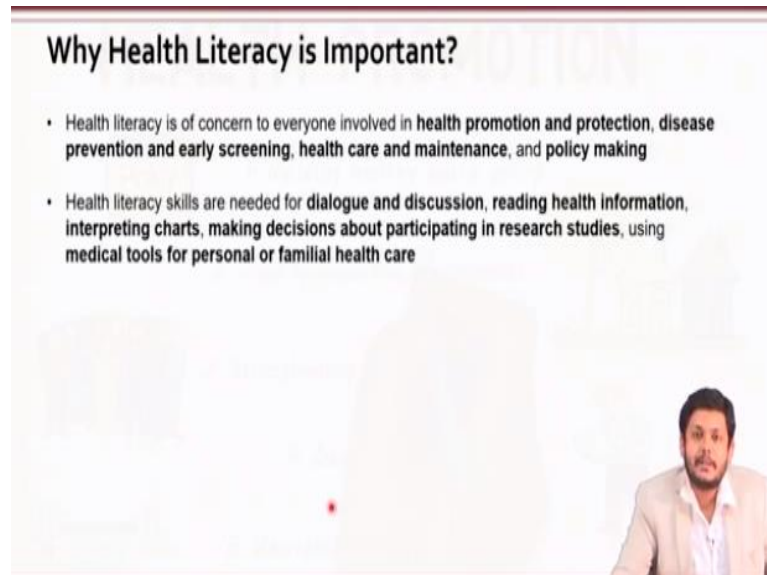 Why Health Literacy is Important?
• Health literacy is of concern to everyone involved in health promotion and protection, disease
prevention and early screening, health care and maintenance, and policy making
• Health literacy skills are needed for dialogue and discussion, reading health information,
interpreting charts, making decisions about participating in research studies, using
medical tools for personal or familial health care